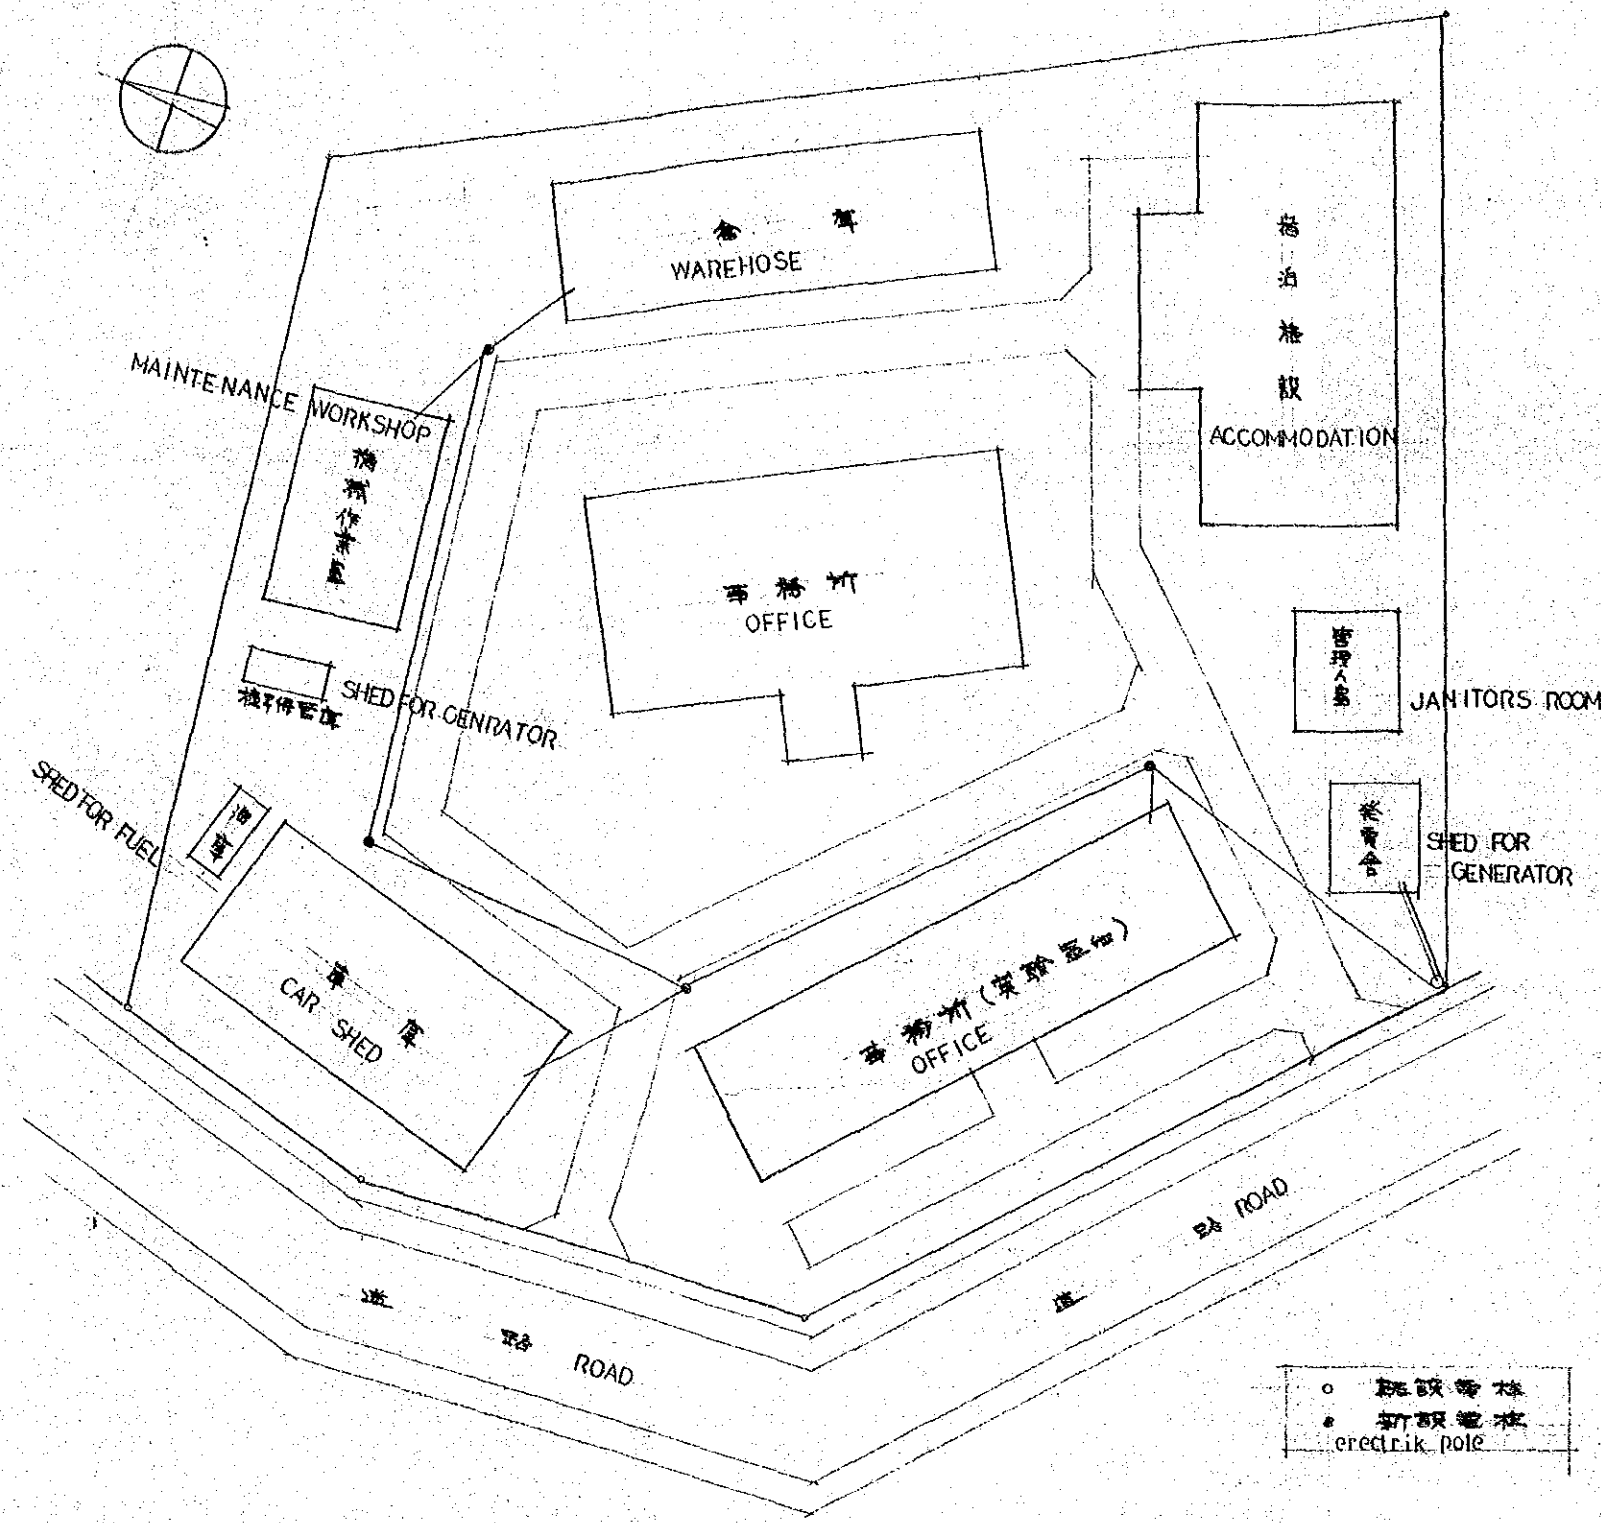 倉 庫
WAREHOSE
宿泊施設
ACCOMMODATION
MAINTENANCE WORKSHOP
機械作業所
事務所
OFFICE
SHED FOR GENRATOR
管理人室
JANITORS ROOM
SHED FOR FUEL
油庫
発電舎
SHED FOR
GENERATOR
車庫
CAR SHED
事務所(実験室他)
OFFICE
道路 ROAD
道路 ROAD
既設電柱
新設電柱
erectrik pole